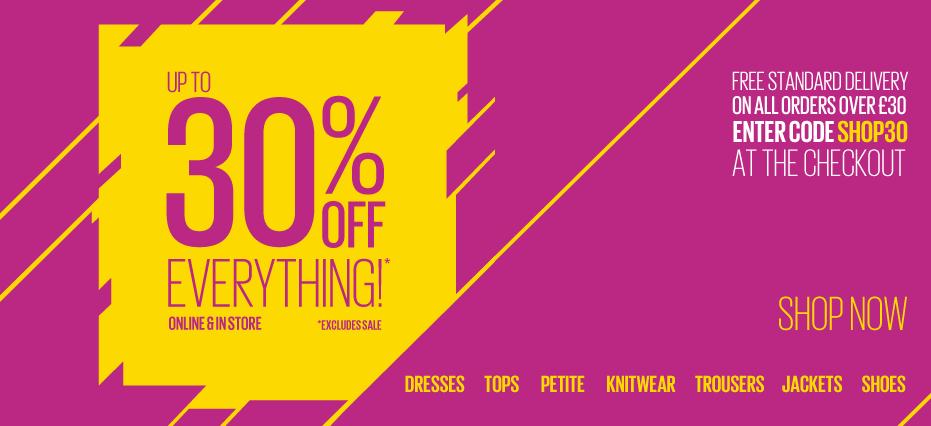 UP TO
30% OFF
EVERYTHING!*
ONLINE & IN STORE *EXCLUDES SALE
FREE STANDARD DELIVERY
ON ALL ORDERS OVER £30
ENTER CODE SHOP30
AT THE CHECKOUT
SHOP NOW
DRESSES TOPS PETITE KNITWEAR TROUSERS JACKETS SHOES